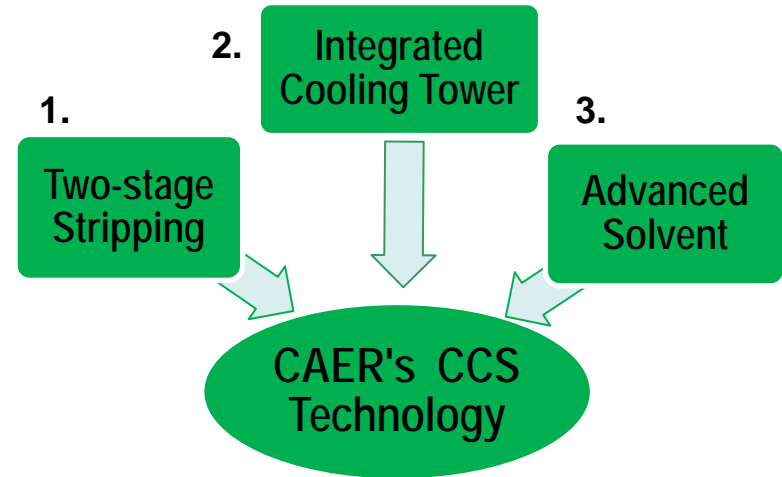 1.
Two-stage
Stripping
2.
Integrated
Cooling Tower
3.
Advanced
Solvent
CAER's CCS
Technology